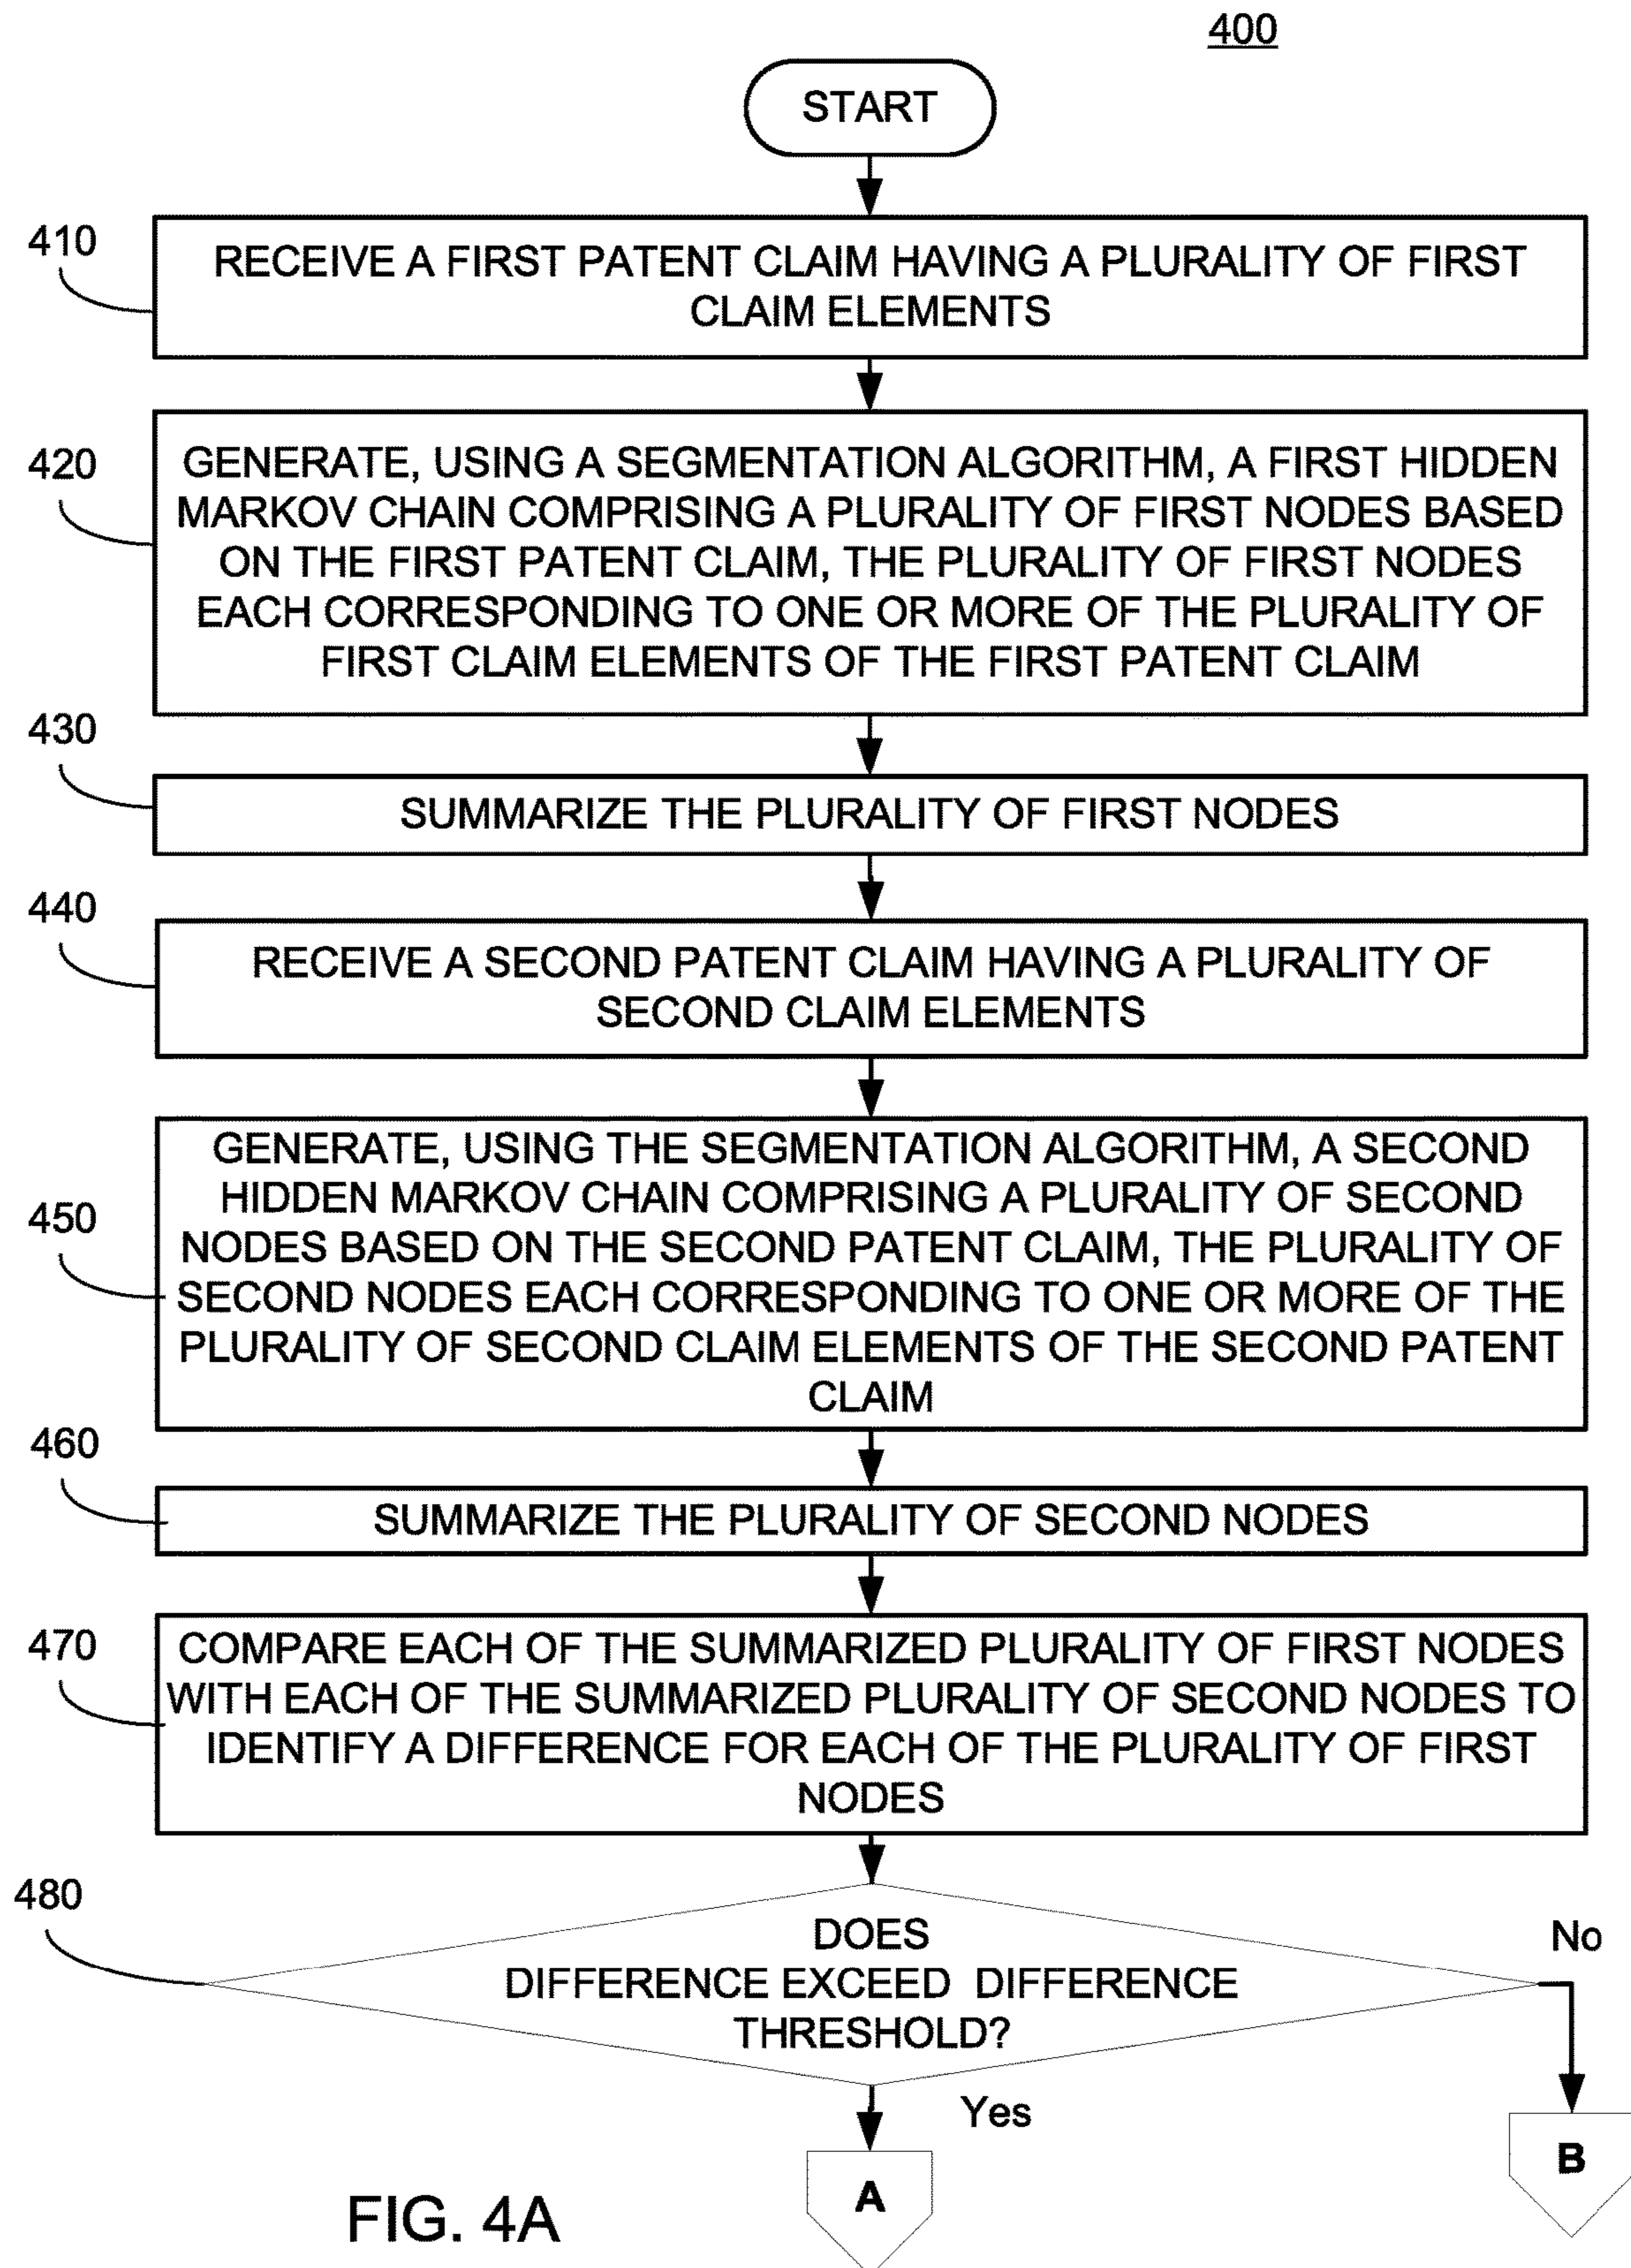 400
START
410
RECEIVE A FIRST PATENT CLAIM HAVING A PLURALITY OF FIRST
CLAIM ELEMENTS
420
GENERATE, USING A SEGMENTATION ALGORITHM, A FIRST HIDDEN
MARKOV CHAIN COMPRISING A PLURALITY OF FIRST NODES BASED
ON THE FIRST PATENT CLAIM, THE PLURALITY OF FIRST NODES
EACH CORRESPONDING TO ONE OR MORE OF THE PLURALITY OF
FIRST CLAIM ELEMENTS OF THE FIRST PATENT CLAIM
430
SUMMARIZE THE PLURALITY OF FIRST NODES
440
RECEIVE A SECOND PATENT CLAIM HAVING A PLURALITY OF
SECOND CLAIM ELEMENTS
450
GENERATE, USING THE SEGMENTATION ALGORITHM, A SECOND
HIDDEN MARKOV CHAIN COMPRISING A PLURALITY OF SECOND
NODES BASED ON THE SECOND PATENT CLAIM, THE PLURALITY OF
SECOND NODES EACH CORRESPONDING TO ONE OR MORE OF THE
PLURALITY OF SECOND CLAIM ELEMENTS OF THE SECOND PATENT
CLAIM
460
SUMMARIZE THE PLURALITY OF SECOND NODES
470
COMPARE EACH OF THE SUMMARIZED PLURALITY OF FIRST NODES
WITH EACH OF THE SUMMARIZED PLURALITY OF SECOND NODES TO
IDENTIFY A DIFFERENCE FOR EACH OF THE PLURALITY OF FIRST
NODES
480
DOES
DIFFERENCE EXCEED DIFFERENCE
THRESHOLD?
No
Yes
B
A
FIG. 4A